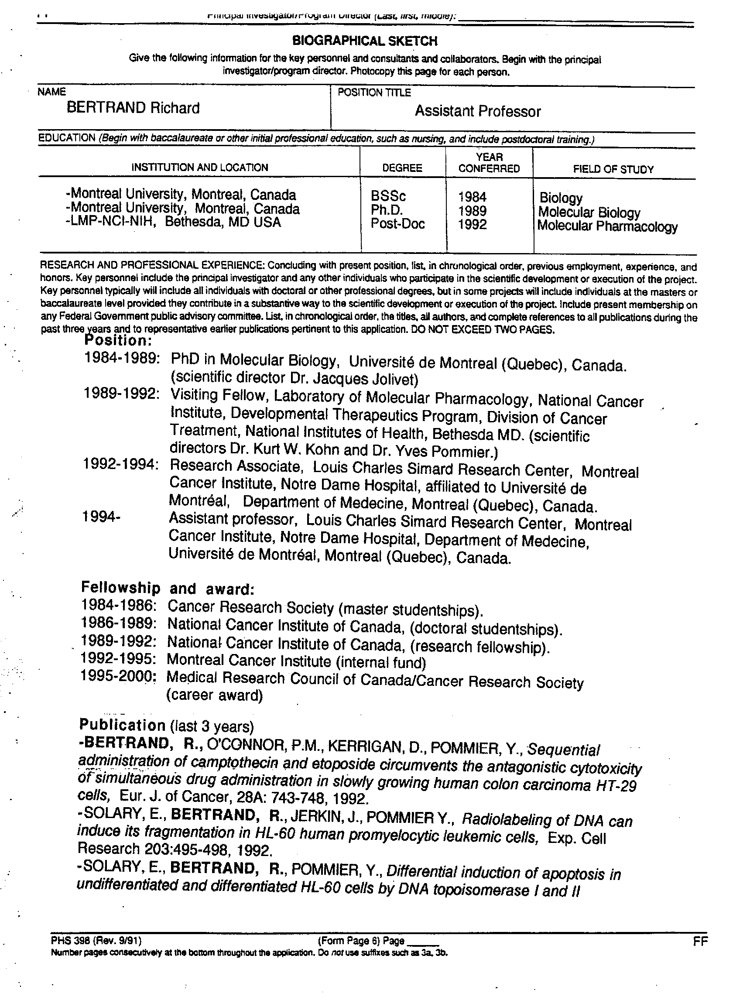 Principal Investigator/Program Director (Last, first, middle):
BIOGRAPHICAL SKETCH
Give the following information for the key personnel and consultants and collaborators. Begin with the principal
investigator/program director. Photocopy this page for each person.
NAME
POSITION TITLE
BERTRAND Richard
Assistant Professor
EDUCATION (Begin with baccalaureate or other initial professional education, such as nursing, and include postdoctoral training.)
INSTITUTION AND LOCATION DEGREE YEAR CONFERRED FIELD OF STUDY
-Montreal University, Montreal, Canada BSSc 1984 Biology
-Montreal University, Montreal, Canada Ph.D. 1989 Molecular Biology
-LMP-NCI-NIH, Bethesda, MD USA Post-Doc 1992 Molecular Pharmacology
RESEARCH AND PROFESSIONAL EXPERIENCE: Concluding with present position, list, in chronological order, previous employment, experience, and
honors. Key personnel include the principal investigator and any other individuals who participate in the scientific development or execution of the project.
Key personnel typically will include all individuals with doctoral or other professional degrees, but in some projects will include individuals at the masters or
baccalaureate level provided they contribute in a substantive way to the scientific development or execution of the project. Include present membership on
any Federal Government public advisory committee. List, in chronological order, the titles, all authors, and complete references to all publications during the
past three years and to representative earlier publications pertinent to this application. DO NOT EXCEED TWO PAGES.
Position:
1984-1989: PhD in Molecular Biology, Université de Montreal (Quebec), Canada.
(scientific director Dr. Jacques Jolivet)
1989-1992: Visiting Fellow, Laboratory of Molecular Pharmacology, National Cancer
Institute, Developmental Therapeutics Program, Division of Cancer
Treatment, National Institutes of Health, Bethesda MD. (scientific
directors Dr. Kurt W. Kohn and Dr. Yves Pommier.)
1992-1994: Research Associate, Louis Charles Simard Research Center, Montreal
Cancer Institute, Notre Dame Hospital, affiliated to Université de
Montréal, Department of Medecine, Montreal (Quebec), Canada.
1994- Assistant professor, Louis Charles Simard Research Center, Montreal
Cancer Institute, Notre Dame Hospital, Department of Medecine,
Université de Montréal, Montreal (Quebec), Canada.
Fellowship and award:
1984-1986: Cancer Research Society (master studentships).
1986-1989: National Cancer Institute of Canada, (doctoral studentships).
1989-1992: National Cancer Institute of Canada, (research fellowship).
1992-1995: Montreal Cancer Institute (internal fund)
1995-2000: Medical Research Council of Canada/Cancer Research Society
(career award)
Publication (last 3 years)
-BERTRAND, R., O'CONNOR, P.M., KERRIGAN, D., POMMIER, Y., Sequential
administration of camptothecin and etoposide circumvents the antagonistic cytotoxicity
of simultaneous drug administration in slowly growing human colon carcinoma HT-29
cells, Eur. J. of Cancer, 28A: 743-748, 1992.
-SOLARY, E., BERTRAND, R., JERKIN, J., POMMIER Y., Radiolabeling of DNA can
induce its fragmentation in HL-60 human promyelocytic leukemic cells, Exp. Cell
Research 203:495-498, 1992.
-SOLARY, E., BERTRAND, R., POMMIER, Y., Differential induction of apoptosis in
undifferentiated and differentiated HL-60 cells by DNA topoisomerase I and II
PHS 398 (Rev. 9/91) (Form Page 6) Page FF
Number pages consecutively at the bottom throughout the application. Do not use suffixes such as 3a, 3b.